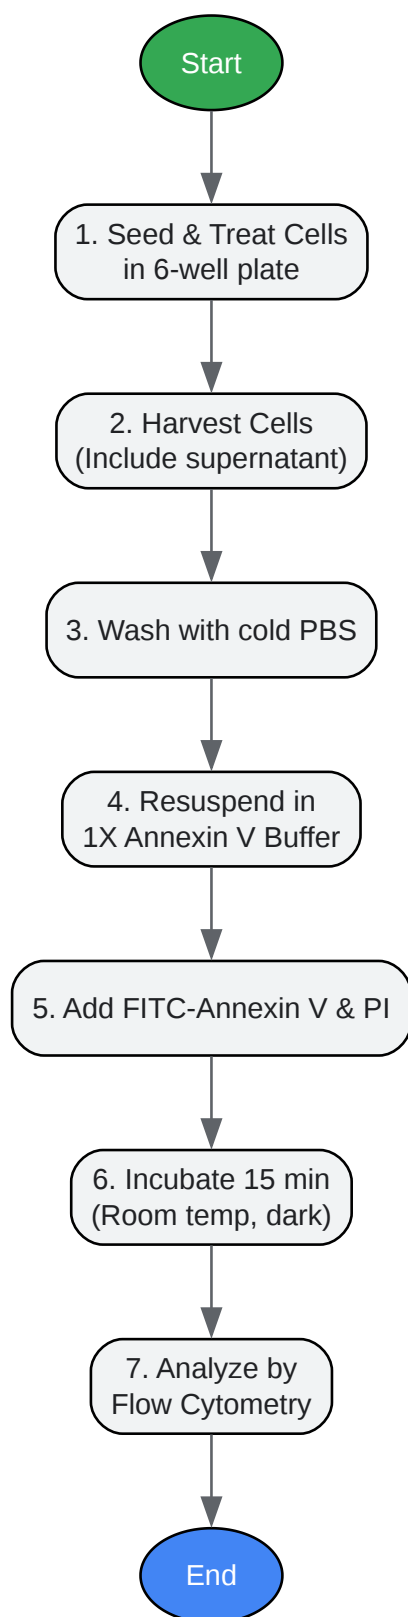 Start
1. Seed & Treat Cells
in 6-well plate
2. Harvest Cells
(Include supernatant)
3. Wash with cold PBS
4. Resuspend in
1X Annexin V Buffer
5. Add FITC-Annexin V & PI
6. Incubate 15 min
(Room temp, dark)
7. Analyze by
Flow Cytometry
End